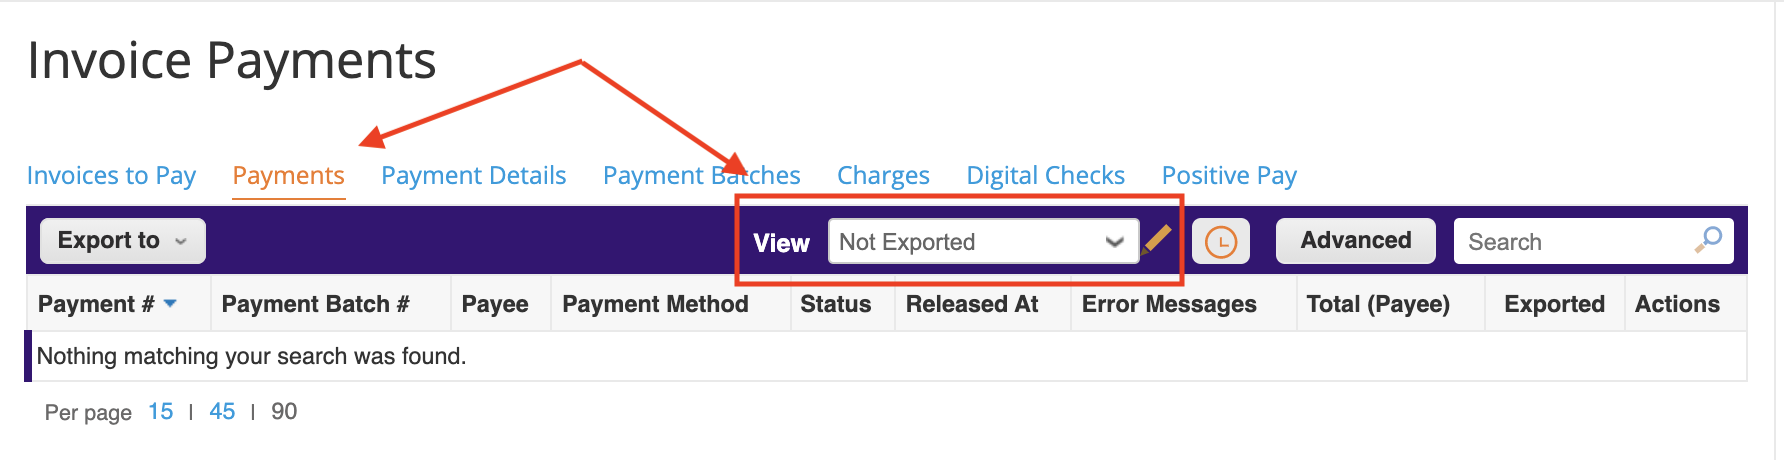 Invoice Payments
Invoices to Pay Payments Payment Details Payment Batches Charges Digital Checks Positive Pay
Export to View Not Exported Advanced Search
Payment # Payment Batch # Payee Payment Method Status Released At Error Messages Total (Payee) Exported Actions
Nothing matching your search was found.
Per page 15 | 45 | 90